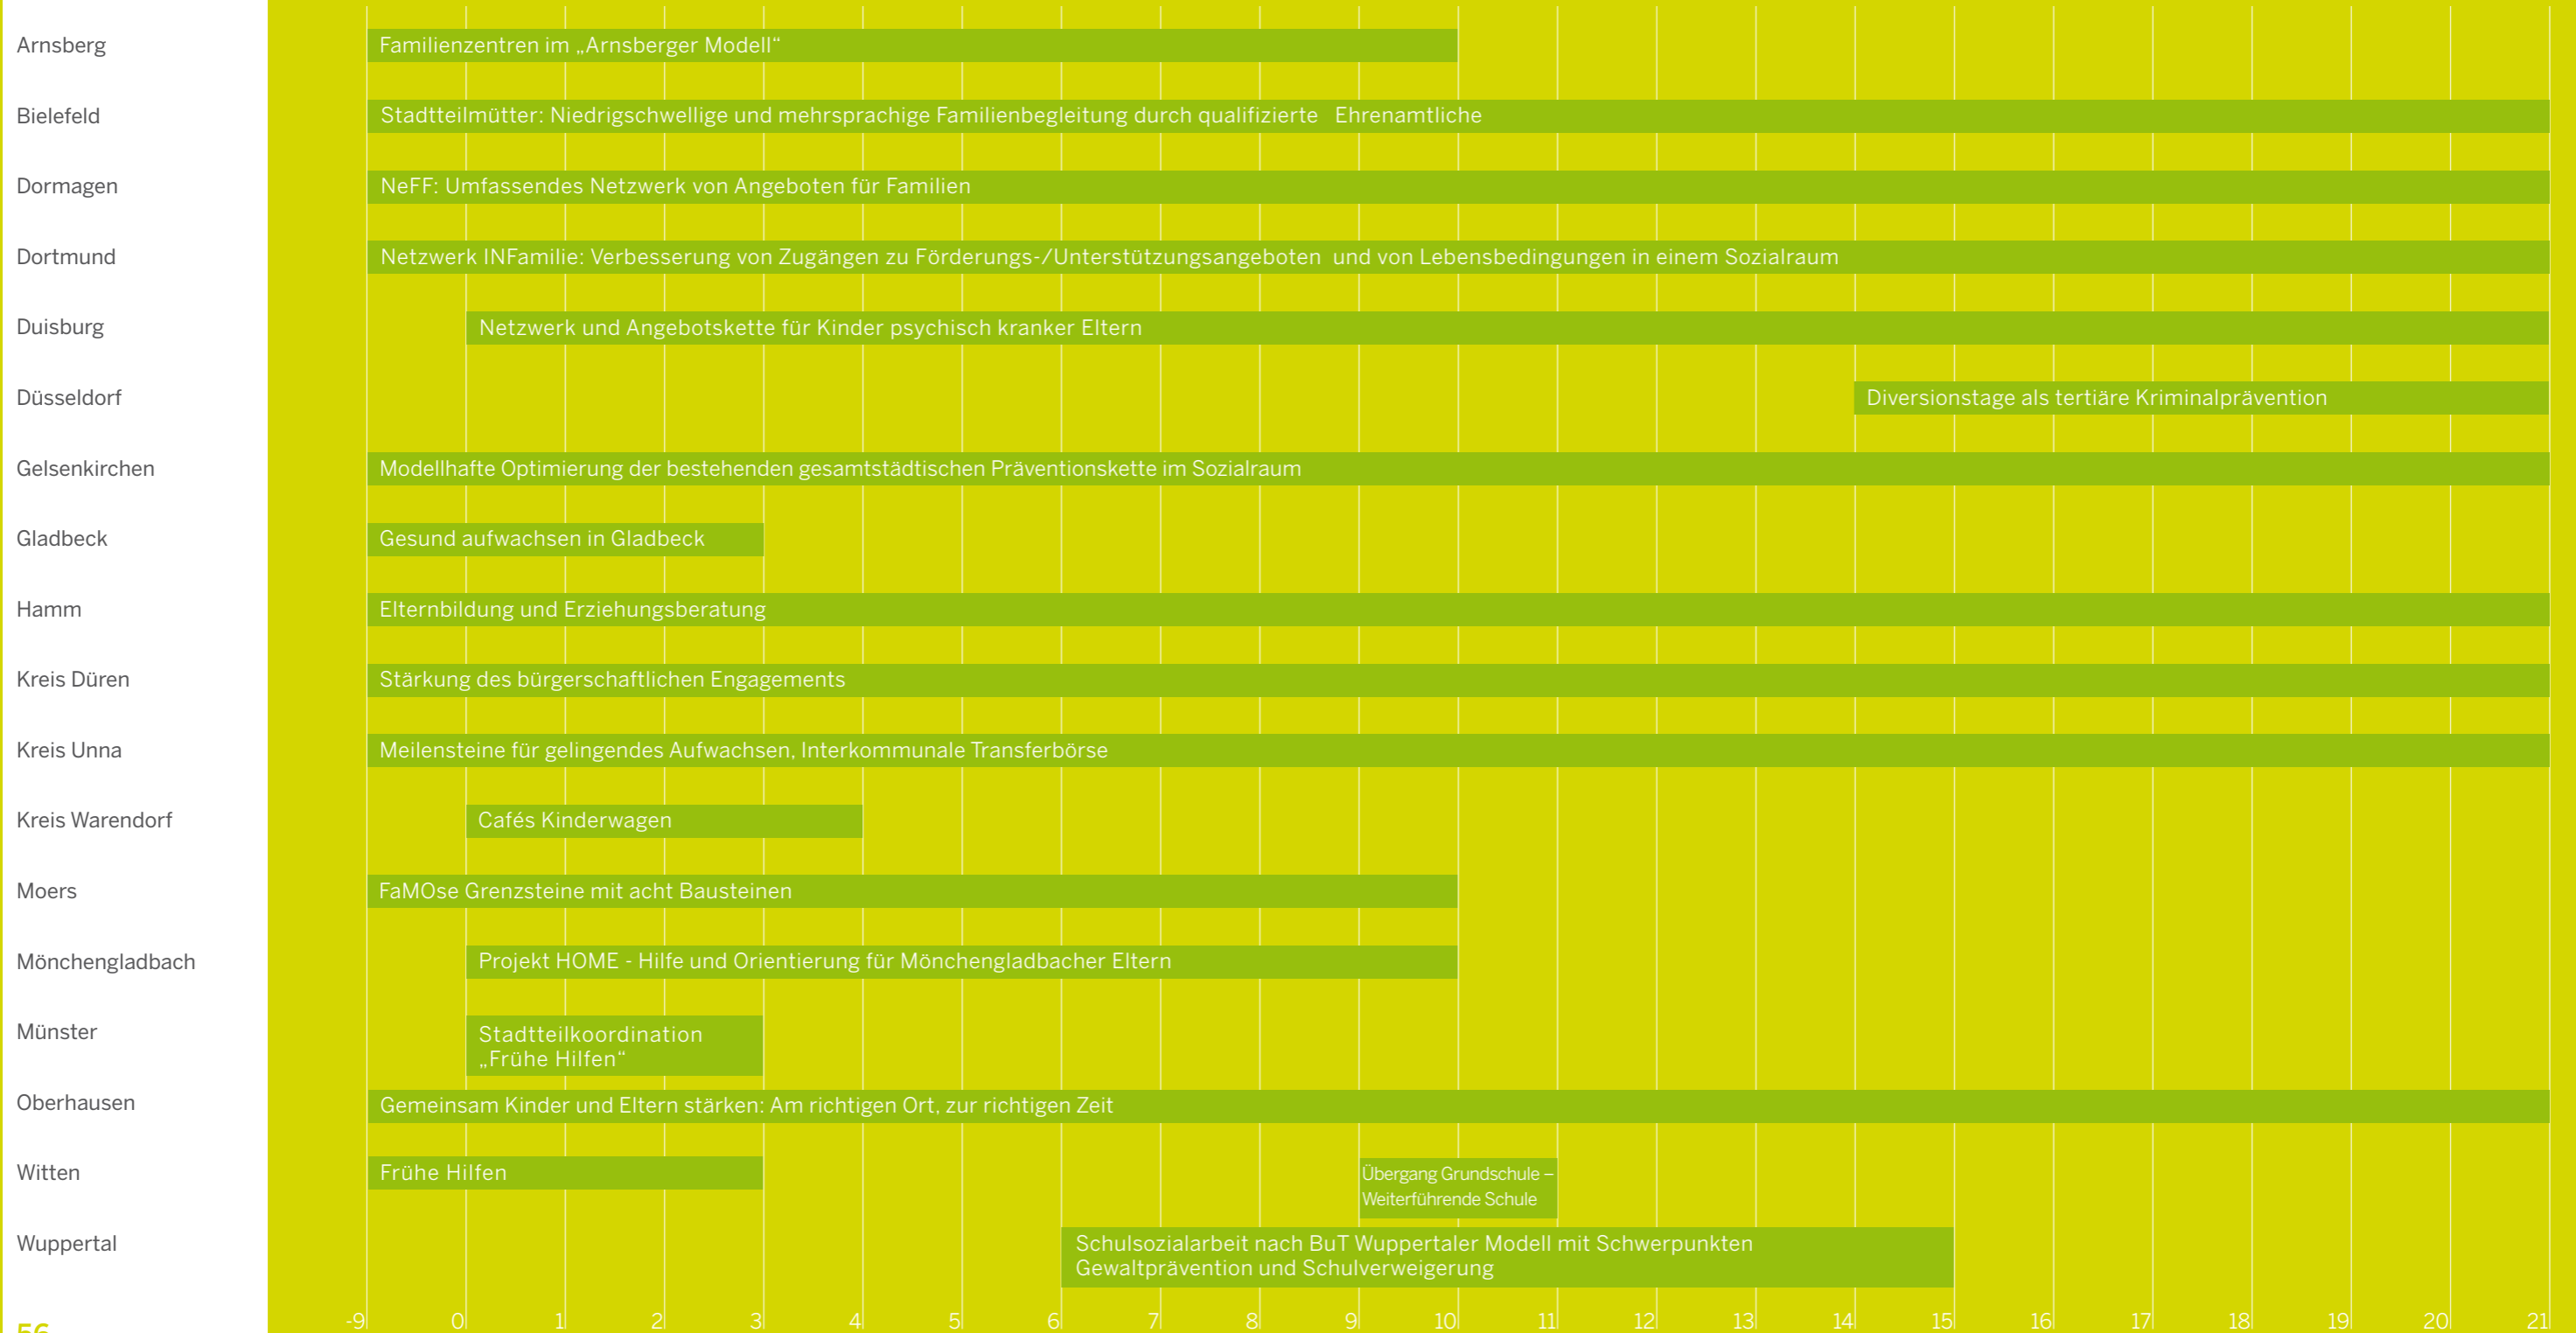 Arnsberg
Familienzentren im „Arnsberger Modell“
Bielefeld
Stadtteilmütter: Niedrigschwellige und mehrsprachige Familienbegleitung durch qualifizierte Ehrenamtliche
Dormagen
NeFF: Umfassendes Netzwerk von Angeboten für Familien
Dortmund
Netzwerk INFamilie: Verbesserung von Zugängen zu Förderungs-/Unterstützungsangeboten und von Lebensbedingungen in einem Sozialraum
Duisburg
Netzwerk und Angebotskette für Kinder psychisch kranker Eltern
Düsseldorf
Diversionstage als tertiäre Kriminalprävention
Gelsenkirchen
Modellhafte Optimierung der bestehenden gesamtstädtischen Präventionskette im Sozialraum
Gladbeck
Gesund aufwachsen in Gladbeck
Hamm
Elternbildung und Erziehungsberatung
Kreis Düren
Stärkung des bürgerschaftlichen Engagements
Kreis Unna
Meilensteine für gelingendes Aufwachsen, Interkommunale Transferbörse
Kreis Warendorf
Cafés Kinderwagen
Moers
FaMOse Grenzsteine mit acht Bausteinen
Mönchengladbach
Projekt HOME - Hilfe und Orientierung für Mönchengladbacher Eltern
Münster
Stadtteilkoordination
„Frühe Hilfen“
Oberhausen
Gemeinsam Kinder und Eltern stärken: Am richtigen Ort, zur richtigen Zeit
Witten
Frühe Hilfen
Übergang Grundschule –
Weiterführende Schule
Wuppertal
Schulsozialarbeit nach BuT Wuppertaler Modell mit Schwerpunkten
Gewaltprävention und Schulverweigerung
-9 0 1 2 3 4 5 6 7 8 9 10 11 12 13 14 15 16 17 18 19 20 21
56